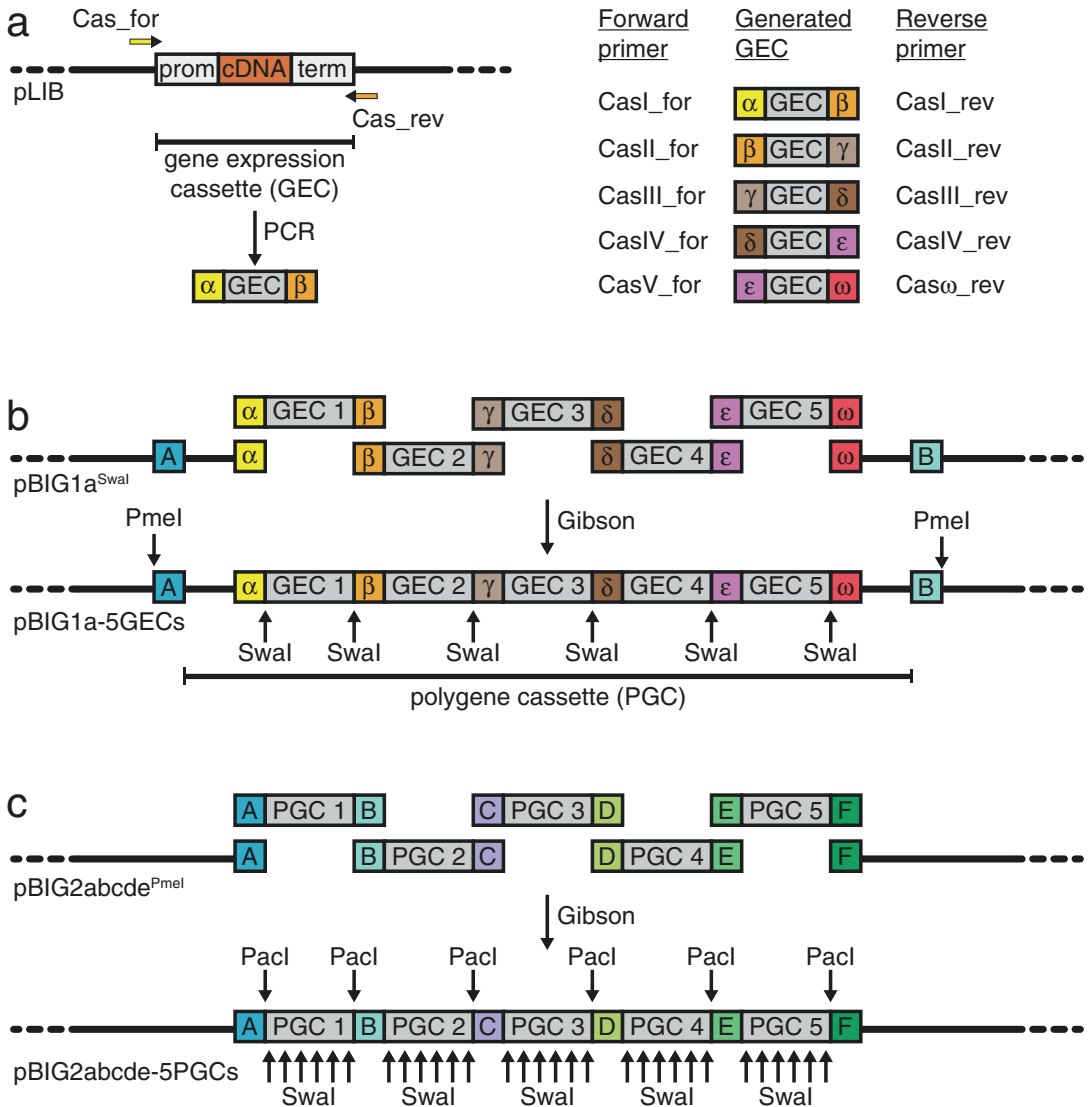 a
Cas_for
prom cDNA term
pLIB
Cas_rev
gene expression
cassette (GEC)
PCR
α GEC β
Forward
primer
Generated
GEC
Reverse
primer
CasI_for α GEC β CasI_rev
CasII_for β GEC γ CasII_rev
CasIII_for γ GEC δ CasIII_rev
CasIV_for δ GEC ε CasIV_rev
CasV_for ε GEC ω Casω_rev
b
α GEC 1 β γ GEC 3 δ ε GEC 5 ω
A α β GEC 2 γ δ GEC 4 ε ω B
pBIG1aSwaI
PmeI Gibson PmeI
A α GEC 1 β GEC 2 γ GEC 3 δ GEC 4 ε GEC 5 ω B
pBIG1a-5GECs
SwaI SwaI SwaI SwaI SwaI SwaI
polygene cassette (PGC)
c
A PGC 1 B C PGC 3 D E PGC 5 F
A B PGC 2 C D PGC 4 E F
pBIG2abcdePmeI
Gibson
PacI PacI PacI PacI PacI PacI
A PGC 1 B PGC 2 C PGC 3 D PGC 4 E PGC 5 F
pBIG2abcde-5PGCs
SwaI SwaI SwaI SwaI SwaI